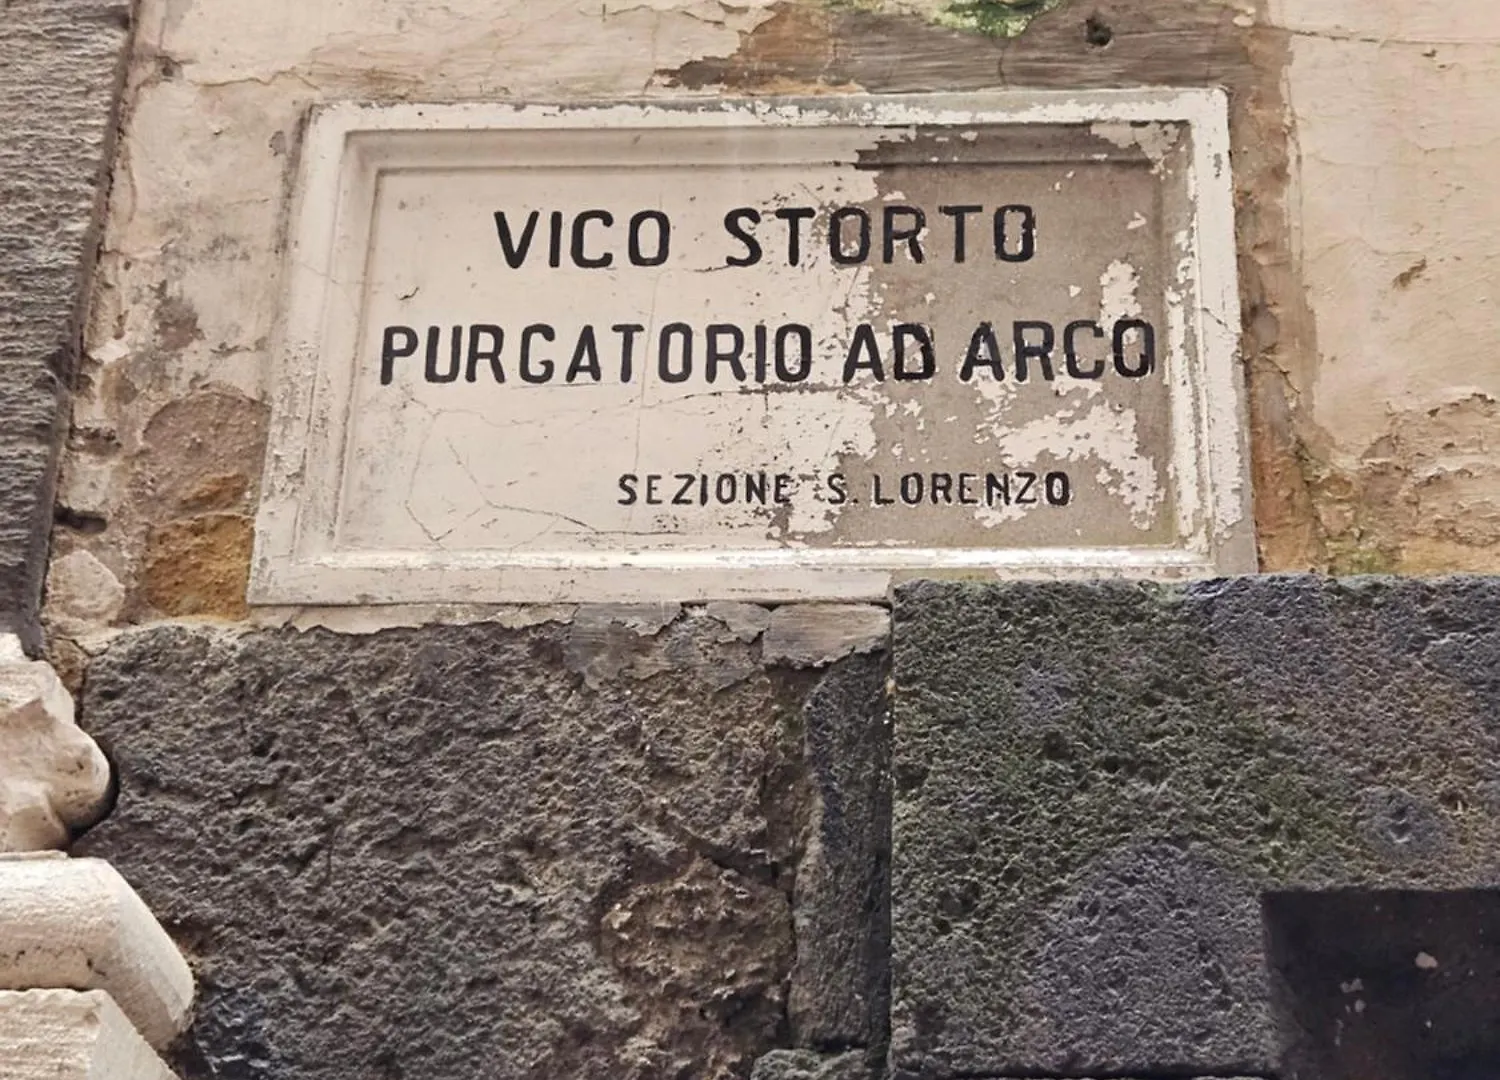 VICO STORTO
PURGATORIO AD ARCO
SEZIONE S. LORENZO